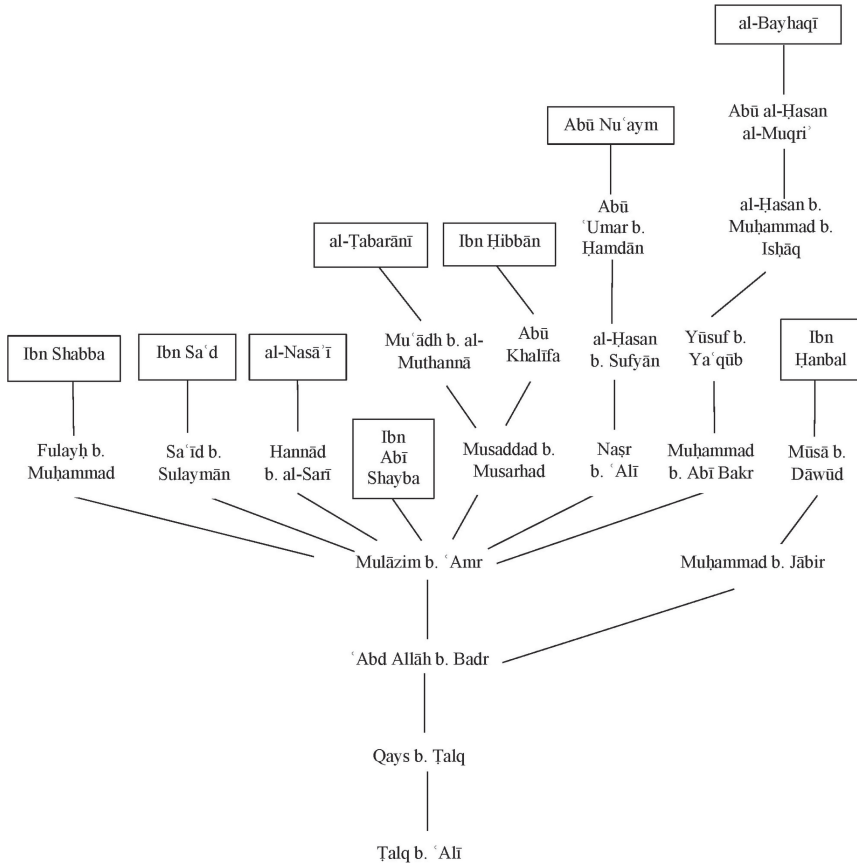 al-Bayhaqī
Abū al-Ḥasan
al-Muqriʾ
Abū Nuʿaym
Abū
ʿUmar b.
Ḥamdān
al-Ḥasan b.
Muḥammad b.
Isḥāq
al-Ṭabarānī
Ibn Ḥibbān
Muʿādh b. al-
Muthannā
Abū
Khalīfa
al-Ḥasan
b. Sufyān
Yūsuf b.
Yaʿqūb
Ibn
Ḥanbal
Ibn Shabba
Ibn Saʿd
al-Nasāʾī
Fulayḥ b.
Muḥammad
Saʿīd b.
Sulaymān
Hannād
b. al-Sarī
Ibn
Abī
Shayba
Musaddad b.
Musarhad
Naṣr
b. ʿAlī
Muḥammad
b. Abī Bakr
Mūsā b.
Dāwūd
Mulāzim b. ʿAmr
Muḥammad b. Jābir
ʿAbd Allāh b. Badr
Qays b. Ṭalq
Ṭalq b. ʿAlī